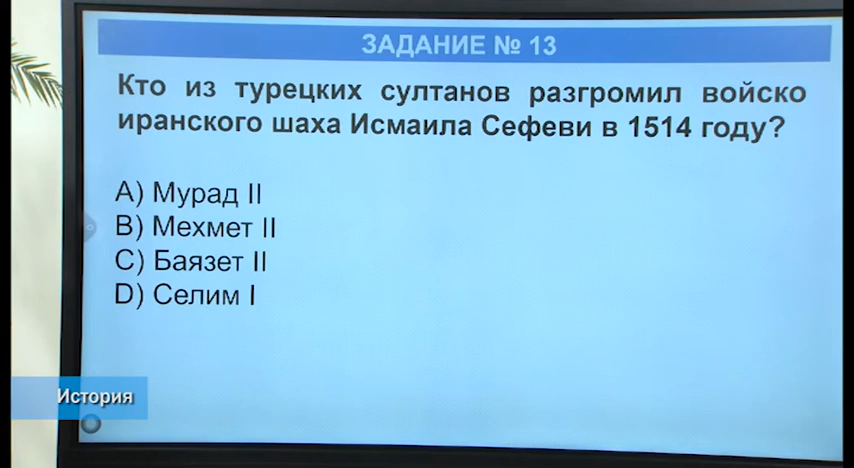 ЗАДАНИЕ № 13
Кто из турецких султанов разгромил войско
иранского шаха Исмаила Сефеви в 1514 году?
A) Мурад II
B) Мехмет II
C) Баязет II
D) Селим I
История